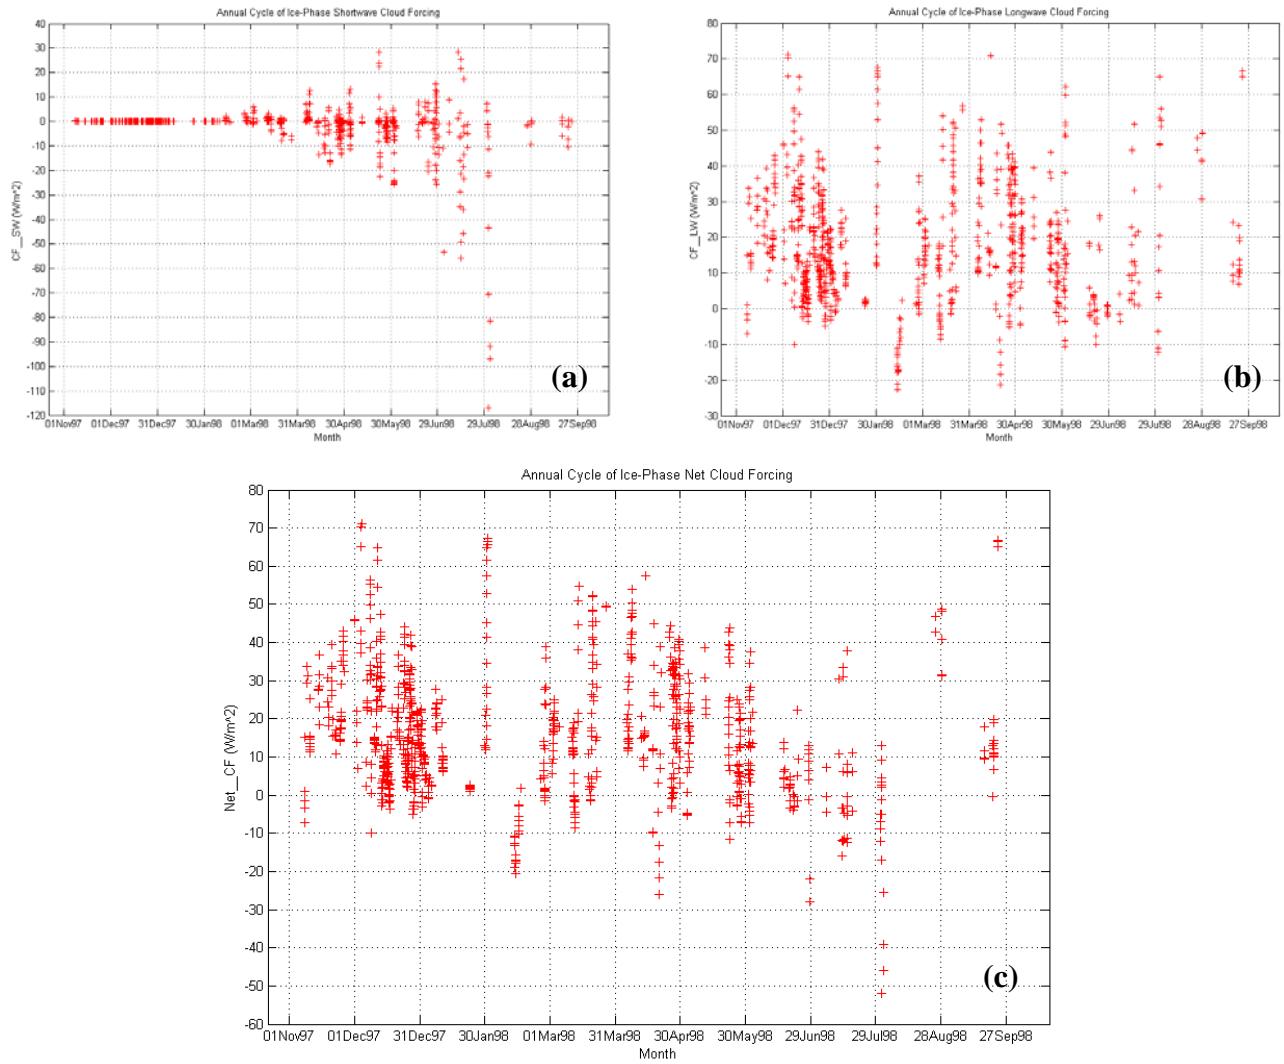 Annual Cycle of Ice-Phase Shortwave Cloud Forcing
40
30
20
10
0
-10
-20
-30
-40
-50
-60
-70
-80
-90
-100
-110
-120
CF__SW (W/m^2)
(a)
01Nov97 01Dec97 31Dec97 30Jan98 01Mar98 31Mar98 30Apr98 30May98 29Jun98 29Jul98 28Aug98 27Sep98
Month
Annual Cycle of Ice-Phase Longwave Cloud Forcing
80
70
60
50
40
30
20
10
0
-10
-20
-30
CF__LW (W/m^2)
(b)
01Nov97 01Dec97 31Dec97 30Jan98 01Mar98 31Mar98 30Apr98 30May98 29Jun98 29Jul98 28Aug98 27Sep98
Month
Annual Cycle of Ice-Phase Net Cloud Forcing
80
70
60
50
40
30
20
10
0
-10
-20
-30
-40
-50
-60
Net__CF (W/m^2)
(c)
01Nov97 01Dec97 31Dec97 30Jan98 01Mar98 31Mar98 30Apr98 30May98 29Jun98 29Jul98 28Aug98 27Sep98
Month